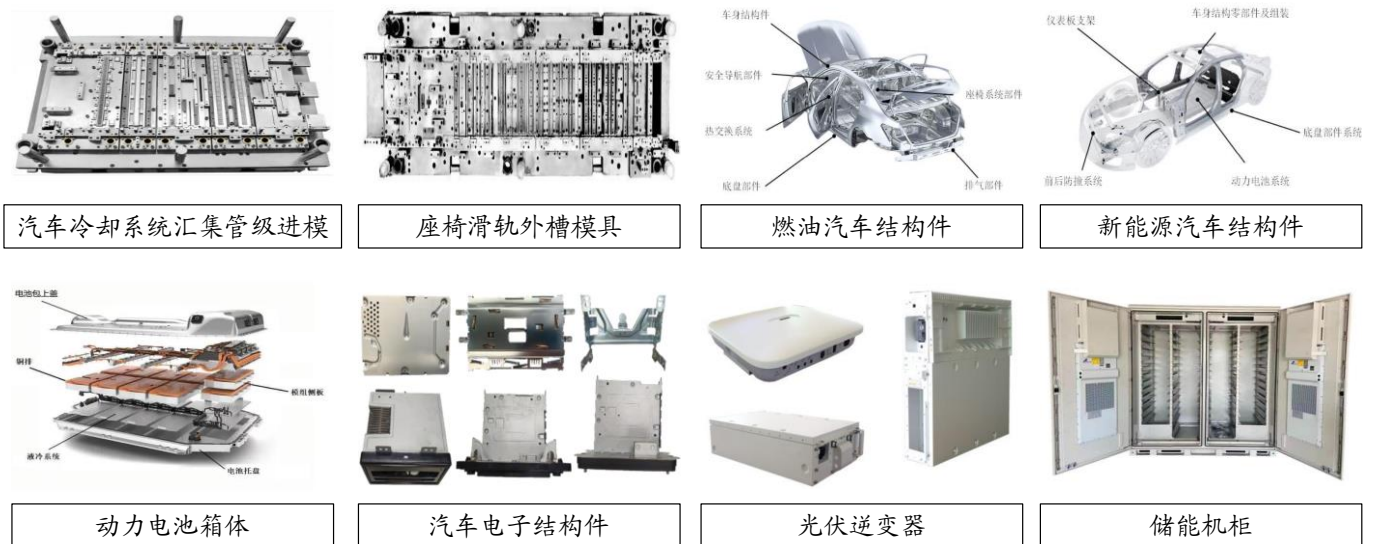 车身结构件
安全导航部件
座椅系统部件
热交换系统
底盘部件
排气部件
车身结构零部件及组装
仪表板支架
底盘部件系统
前后防撞系统
动力电池系统
汽车冷却系统汇集管级进模
座椅滑轨外槽模具
燃油汽车结构件
新能源汽车结构件
电池包上盖
铜排
模组侧板
液冷系统
电池托盘
动力电池箱体
汽车电子结构件
光伏逆变器
储能机柜